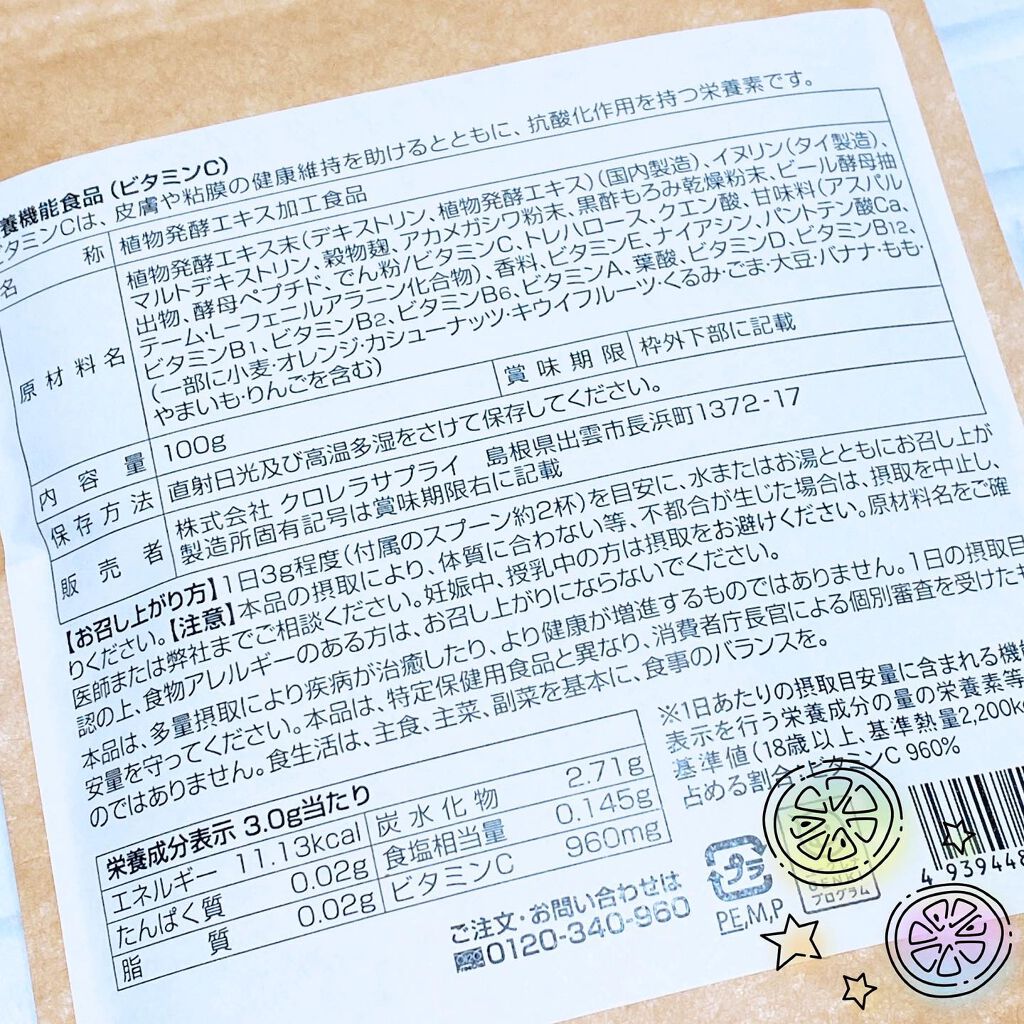 養機能食品（ビタミンC）
タミンCは、皮膚や粘膜の健康維持を助けるとともに、抗酸化作用を持つ栄養素です。
名称 植物発酵エキス加工食品
原材料名 植物発酵エキス末（デキストリン、植物発酵エキス）（国内製造）、イヌリン（タイ製造）、
マルトデキストリン、穀物麹、アカメガシワ粉末、黒酢もろみ乾燥粉末、ビール酵母抽
出物、酵母ペプチド、でん粉/ビタミンC、トレハロース、クエン酸、甘味料（アスパル
テーム・L-フェニルアラニン化合物）、香料、ビタミンE、ナイアシン、パントテン酸Ca、
ビタミンB1、ビタミンB2、ビタミンB6、ビタミンA、葉酸、ビタミンD、ビタミンB12、
（一部に小麦・オレンジ・カシューナッツ・キウイフルーツ・くるみ・ごま・大豆・バナナ・もも・
やまいも・りんごを含む）
内容量 100g 賞味期限 枠外下部に記載
保存方法 直射日光及び高温多湿をさけて保存してください。
販売者 株式会社 クロレラサプライ 島根県出雲市長浜町1372-17
製造所固有記号は賞味期限右に記載
【お召し上がり方】1日3g程度（付属のスプーン約2杯）を目安に、水またはお湯とともにお召し上が
りください。【注意】本品の摂取により、体質に合わない等、不都合が生じた場合は、摂取を中止し、
医師または弊社までご相談ください。妊娠中、授乳中の方は摂取をお避けください。原材料名をご確
認の上、食物アレルギーのある方は、お召し上がりにならないでください。
本品は、多量摂取により疾病が治癒したり、より健康が増進するものではありません。1日の摂取目
安量を守ってください。本品は、特定保健用食品と異なり、消費者庁長官による個別審査を受けたも
のではありません。食生活は、主食、主菜、副菜を基本に、食事のバランスを。
栄養成分表示 3.0g当たり
エネルギー 11.13kcal 炭水化物 2.71g
たんぱく質 0.02g 食塩相当量 0.145g
脂質 0.02g ビタミンC 960mg
※1日あたりの摂取目安量に含まれる機能
表示を行う栄養成分の量の栄養素等
基準値（18歳以上、基準熱量2,200kc
占める割合:ビタミンC 960%
ご注文・お問い合わせは
0120-340-960
プラ
PE,M,P
GENKI
プログラム
4 939448